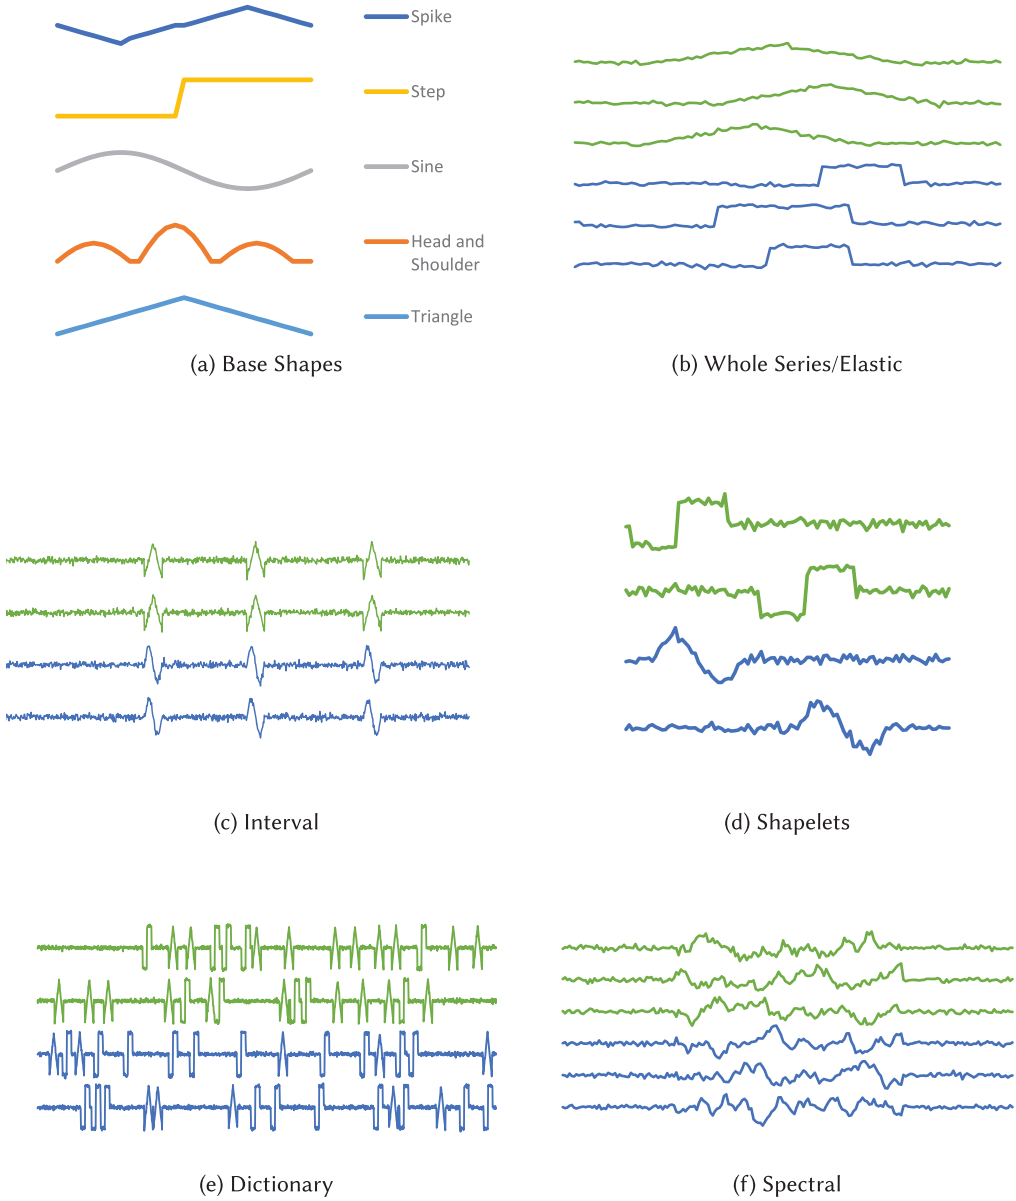 Spike
Step
Sine
Head and
Shoulder
Triangle
(a) Base Shapes
(b) Whole Series/Elastic
(c) Interval
(d) Shapelets
(e) Dictionary
(f) Spectral